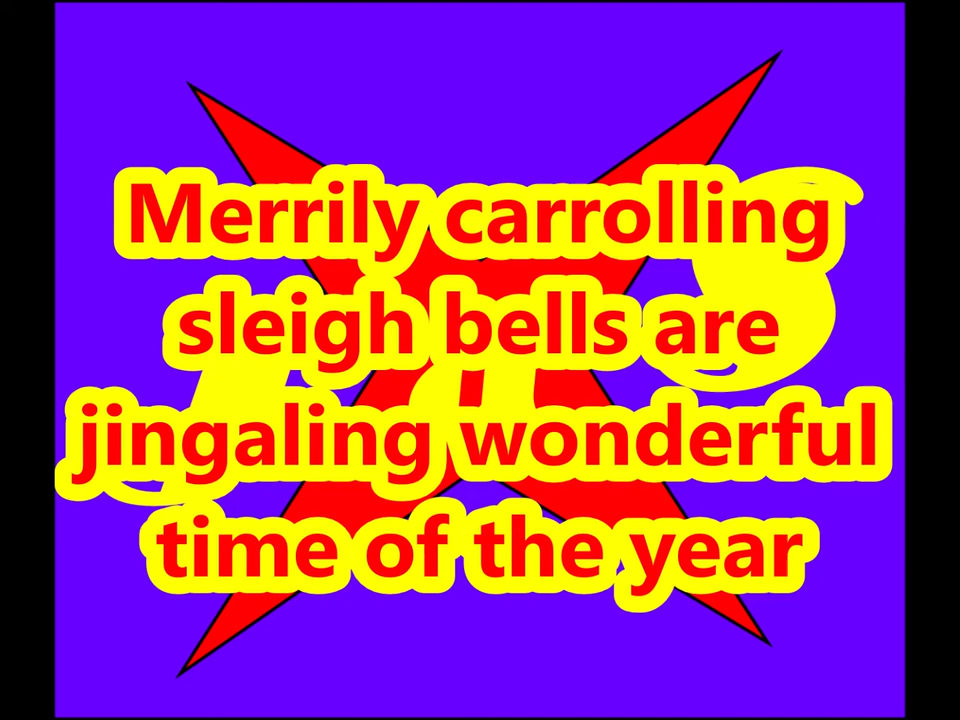 Merrily carrolling
sleigh bells are
jingaling wonderful
time of the year